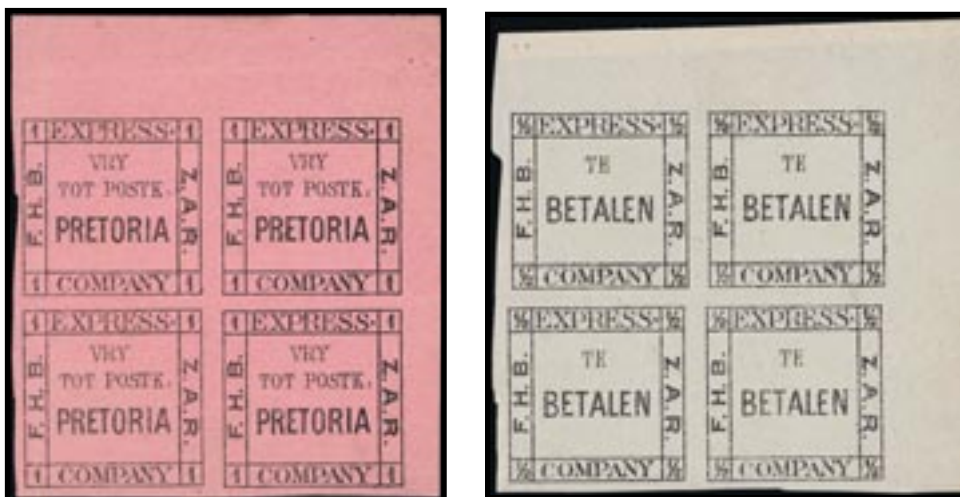 1 EXPRESS- 1
F. H. B.
VRY
TOT POSTK.
PRETORIA
Z. A. R.
1 COMPANY 1
1 EXPRESS- 1
F. H. B.
VRY
TOT POSTK.
PRETORIA
Z. A. R.
1 COMPANY 1
1 EXPRESS- 1
F. H. B.
VRY
TOT POSTK.
PRETORIA
Z. A. R.
1 COMPANY 1
1 EXPRESS- 1
F. H. B.
VRY
TOT POSTK.
PRETORIA
Z. A. R.
1 COMPANY 1
½ EXPRESS- ½
F. H. B.
TE
BETALEN
Z. A. R.
½ COMPANY ½
½ EXPRESS- ½
F. H. B.
TE
BETALEN
Z. A. R.
½ COMPANY ½
½ EXPRESS- ½
F. H. B.
TE
BETALEN
Z. A. R.
½ COMPANY ½
½ EXPRESS- ½
F. H. B.
TE
BETALEN
Z. A. R.
½ COMPANY ½